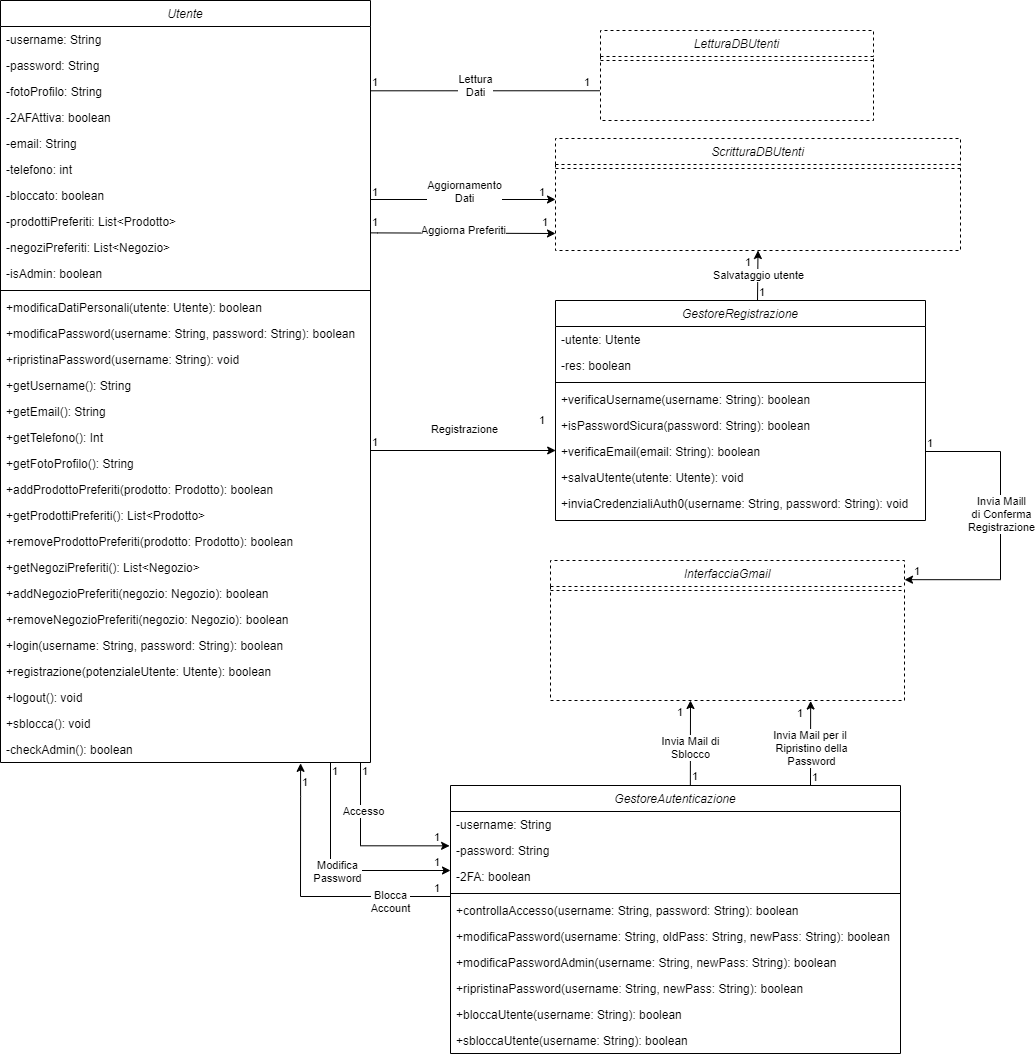 Utente
-username: String
-password: String
-fotoProfilo: String
-2AFAttiva: boolean
-email: String
-telefono: int
-bloccato: boolean
-prodottiPreferiti: List<Prodotto>
-negoziPreferiti: List<Negozio>
-isAdmin: boolean
+modificaDatiPersonali(utente: Utente): boolean
+modificaPassword(username: String, password: String): boolean
+ripristinaPassword(username: String): void
+getUsername(): String
+getEmail(): String
+getTelefono(): Int
+getFotoProfilo(): String
+addProdottoPreferiti(prodotto: Prodotto): boolean
+getProdottiPreferiti(): List<Prodotto>
+removeProdottoPreferiti(prodotto: Prodotto): boolean
+getNegoziPreferiti(): List<Negozio>
+addNegozioPreferiti(negozio: Negozio): boolean
+removeNegozioPreferiti(negozio: Negozio): boolean
+login(username: String, password: String): boolean
+registrazione(potenzialeUtente: Utente): boolean
+logout(): void
+sblocca(): void
-checkAdmin(): boolean
1
Lettura
Dati
1
LetturaDBUtenti
1
Aggiornamento
Dati
1
1
Aggiorna Preferiti
1
ScritturaDBUtenti
1
Salvataggio utente
1
1
Registrazione
1
GestoreRegistrazione
-utente: Utente
-res: boolean
+verificaUsername(username: String): boolean
+isPasswordSicura(password: String): boolean
+verificaEmail(email: String): boolean
+salvaUtente(utente: Utente): void
+inviaCredenzialiAuth0(username: String, password: String): void
1
Invia Maill
di Conferma
Registrazione
1
InterfacciaGmail
1
Invia Mail di
Sblocco
1
1
Invia Mail per il
Ripristino della
Password
1
1
1
1
Accesso
1
Modifica
Password
1
Blocca
Account
1
GestoreAutenticazione
-username: String
-password: String
-2FA: boolean
+controllaAccesso(username: String, password: String): boolean
+modificaPassword(username: String, oldPass: String, newPass: String): boolean
+modificaPasswordAdmin(username: String, newPass: String): boolean
+ripristinaPassword(username: String, newPass: String): boolean
+bloccaUtente(username: String): boolean
+sbloccaUtente(username: String): boolean